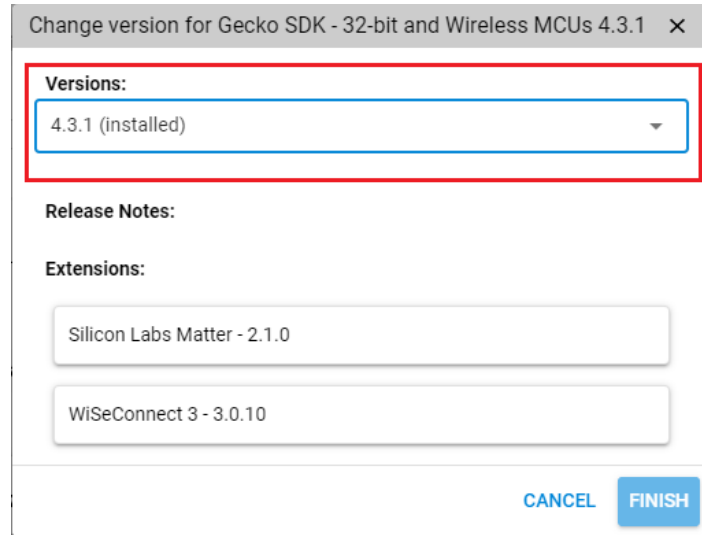 Change version for Gecko SDK - 32-bit and Wireless MCUs 4.3.1
Versions:
4.3.1 (installed)
Release Notes:
Extensions:
Silicon Labs Matter - 2.1.0
WiSeConnect 3 - 3.0.10
CANCEL FINISH